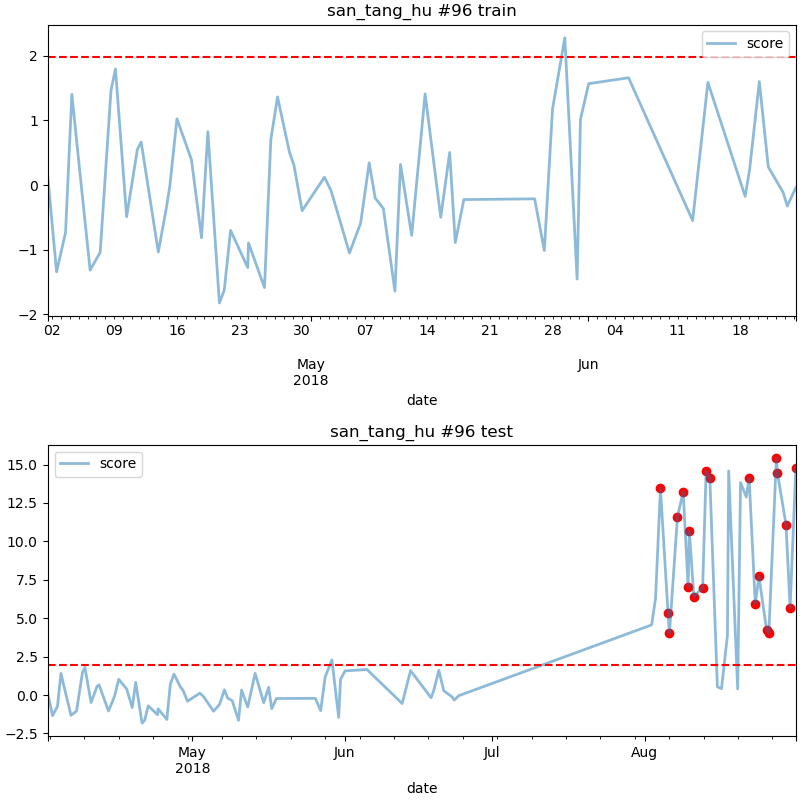 san_tang_hu #96 train
score
2
1
0
−1
−2
02 09 16 23 30 07 14 21 28 04 11 18
May Jun
2018
date
san_tang_hu #96 test
score
15.0
12.5
10.0
7.5
5.0
2.5
0.0
−2.5
May Jun Jul Aug
2018
date